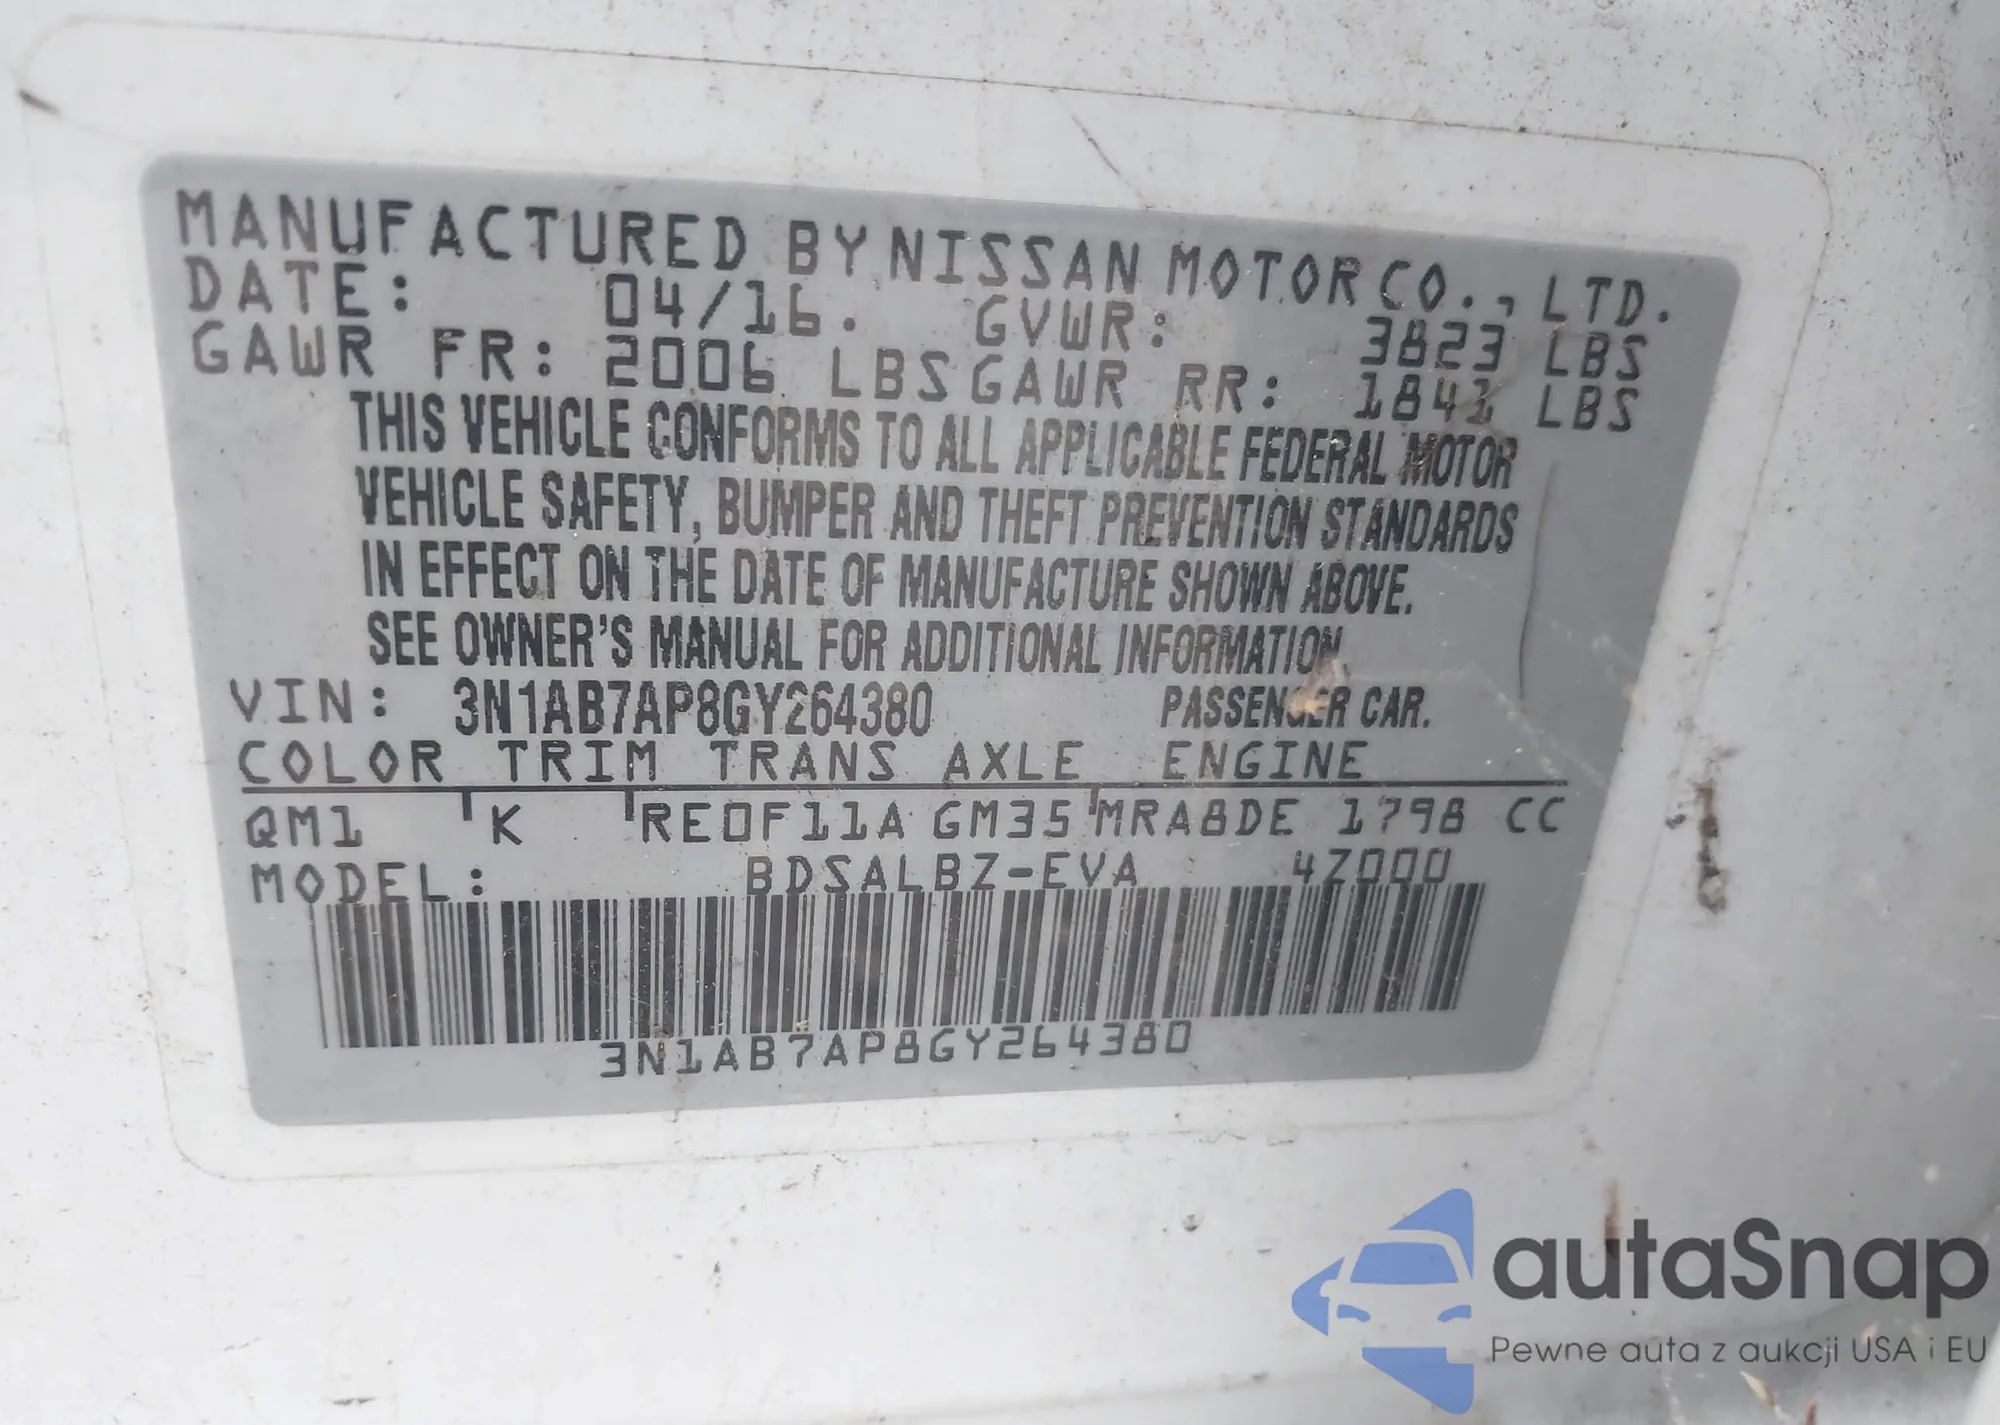 MANUFACTURED BY NISSAN MOTOR CO., LTD.
DATE: 04/16. GVWR: 3823 LBS
GAWR FR: 2006 LBS GAWR RR: 1841 LBS
THIS VEHICLE CONFORMS TO ALL APPLICABLE FEDERAL MOTOR
VEHICLE SAFETY, BUMPER AND THEFT PREVENTION STANDARDS
IN EFFECT ON THE DATE OF MANUFACTURE SHOWN ABOVE.
SEE OWNER'S MANUAL FOR ADDITIONAL INFORMATION.
VIN: 3N1AB7AP8GY264380 PASSENGER CAR.
COLOR TRIM TRANS AXLE ENGINE
QM1 K RE0F11A GM35 MRA8DE 1798 CC
MODEL: BDSALBZ-EVA 4Z000
3N1AB7AP8GY264380
autaSnap
Pewne auta z aukcji USA i EU